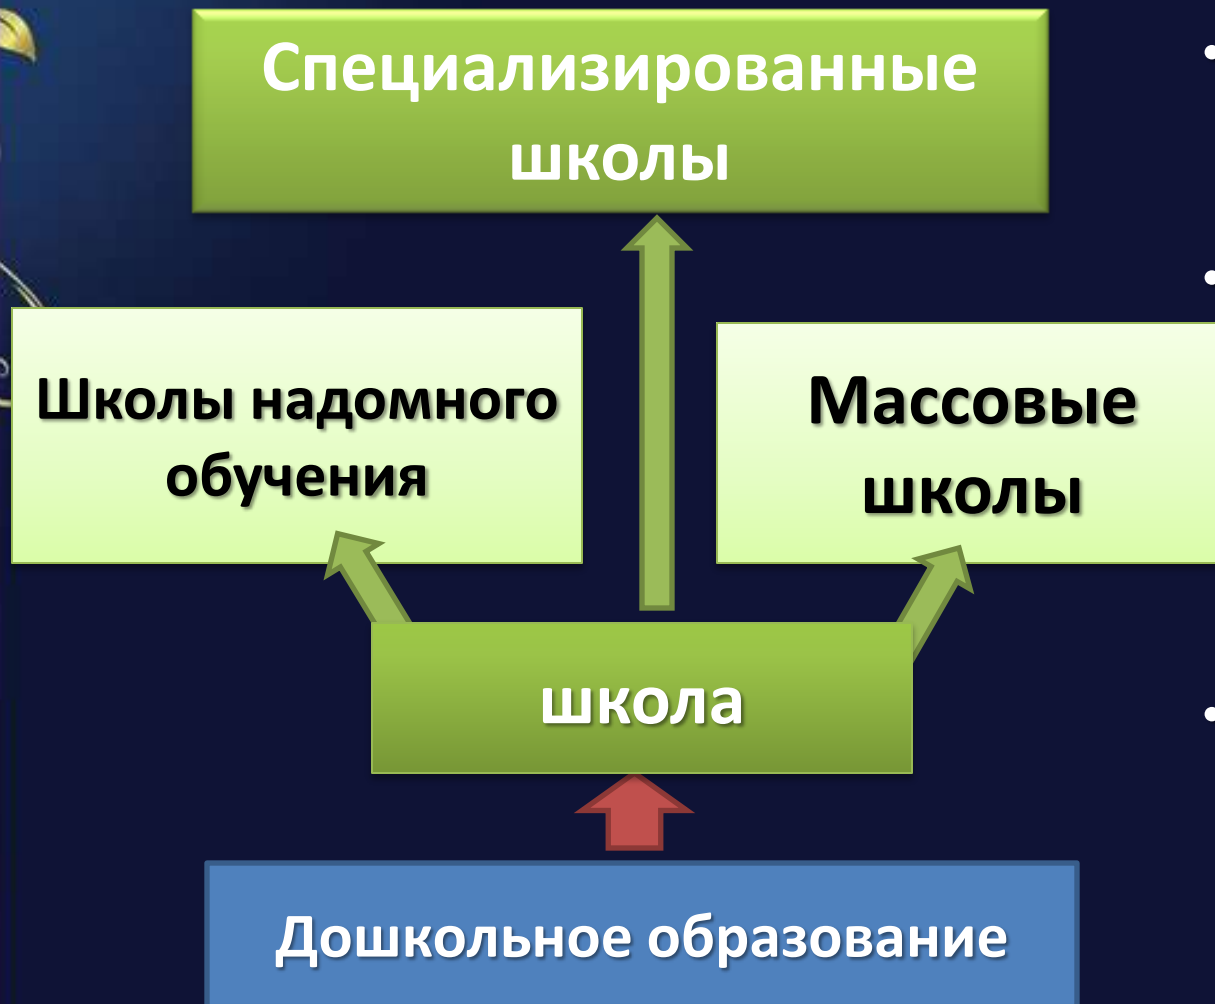 Специализированные
школы
Школы надомного
обучения
Массовые
школы
школа
Дошкольное образование